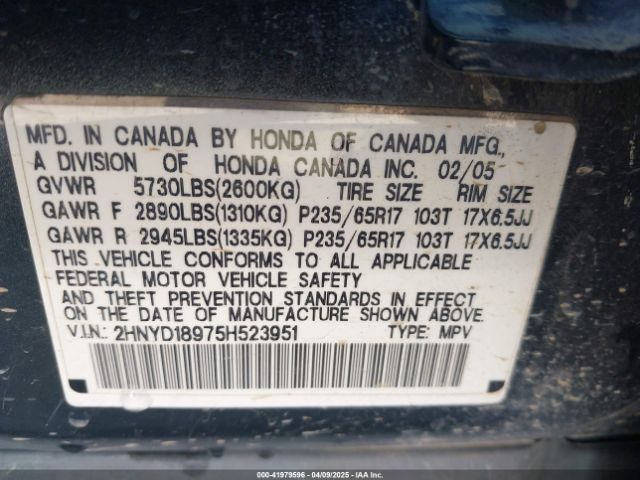 MFD. IN CANADA BY HONDA OF CANADA MFG.,
A DIVISION OF HONDA CANADA INC. 02/05
GVWR 5730LBS(2600KG) TIRE SIZE RIM SIZE
GAWR F 2890LBS(1310KG) P235/65R17 103T 17X6.5JJ
GAWR R 2945LBS(1335KG) P235/65R17 103T 17X6.5JJ
THIS VEHICLE CONFORMS TO ALL APPLICABLE
FEDERAL MOTOR VEHICLE SAFETY
AND THEFT PREVENTION STANDARDS IN EFFECT
ON THE DATE OF MANUFACTURE SHOWN ABOVE.
V.I.N.: 2HNYD18975H523951 TYPE: MPV
000-41979596 - 04/09/2025 - IAA Inc.